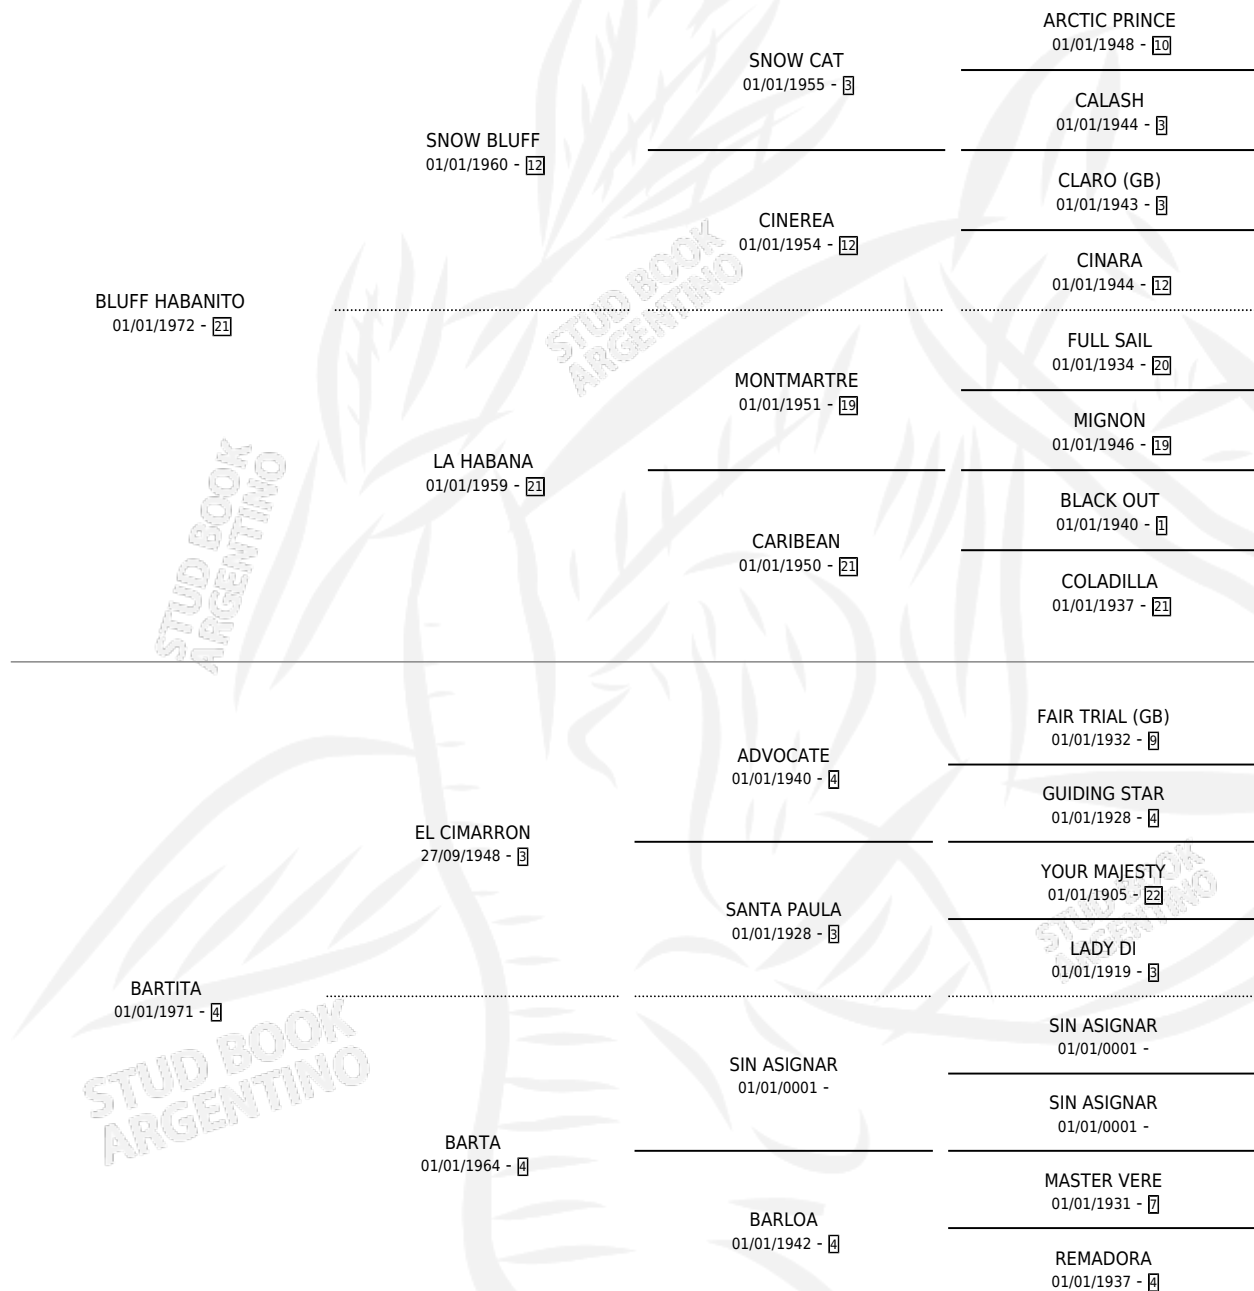 ARCTIC PRINCE
01/01/1948 - 10
SNOW CAT
01/01/1955 - 3
CALASH
01/01/1944 - 3
SNOW BLUFF
01/01/1960 - 12
CLARO (GB)
01/01/1943 - 3
CINEREA
01/01/1954 - 12
CINARA
01/01/1944 - 12
BLUFF HABANITO
01/01/1972 - 21
FULL SAIL
01/01/1934 - 20
MONTMARTRE
01/01/1951 - 19
MIGNON
01/01/1946 - 19
LA HABANA
01/01/1959 - 21
BLACK OUT
01/01/1940 - 1
CARIBEAN
01/01/1950 - 21
COLADILLA
01/01/1937 - 21
FAIR TRIAL (GB)
01/01/1932 - 9
ADVOCATE
01/01/1940 - 4
GUIDING STAR
01/01/1928 - 4
EL CIMARRON
27/09/1948 - 3
YOUR MAJESTY
01/01/1905 - 22
SANTA PAULA
01/01/1928 - 3
LADY DI
01/01/1919 - 3
BARTITA
01/01/1971 - 4
SIN ASIGNAR
01/01/0001 -
SIN ASIGNAR
01/01/0001 -
SIN ASIGNAR
01/01/0001 -
BARTA
01/01/1964 - 4
MASTER VERE
01/01/1931 - 7
BARLOA
01/01/1942 - 4
REMADORA
01/01/1937 - 4
STUD BOOK
ARGENTINO
STUD BOOK
ARGENTINO
STUD BOOK
ARGENTINO
STUD BOOK
ARGENTINO